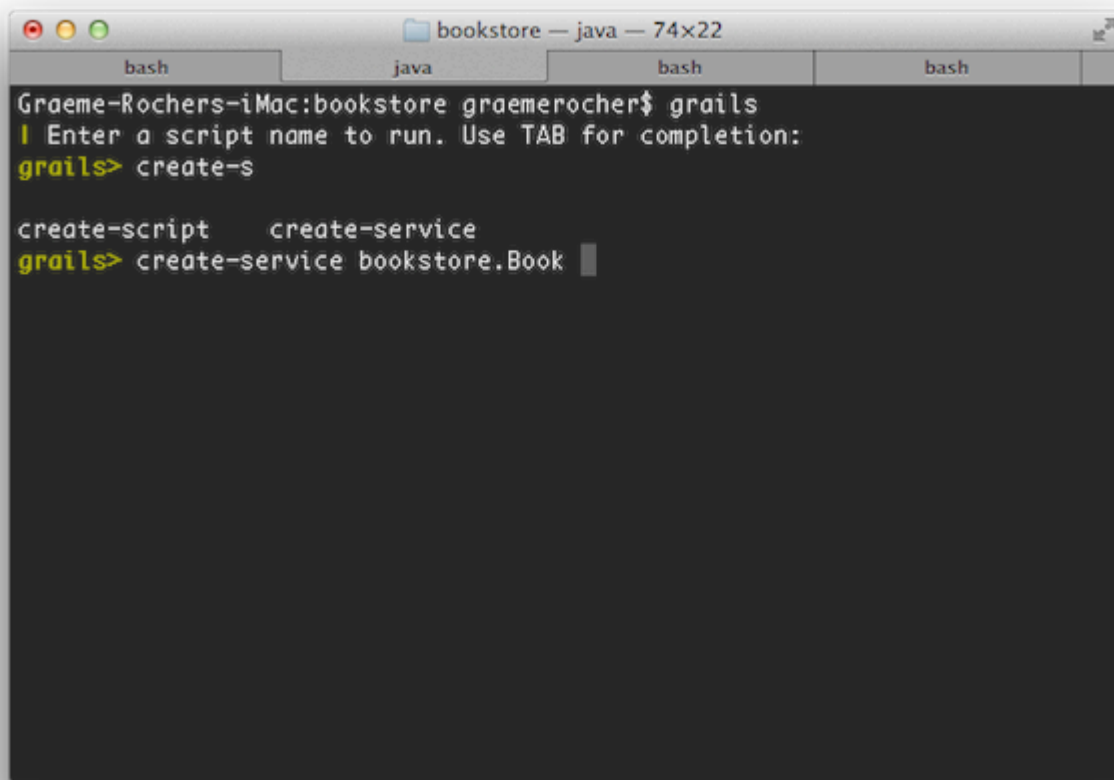 bookstore — java — 74×22
bash java bash bash
Graeme-Rochers-iMac:bookstore graemerocher$ grails
| Enter a script name to run. Use TAB for completion:
grails> create-s
create-script    create-service
grails> create-service bookstore.Book